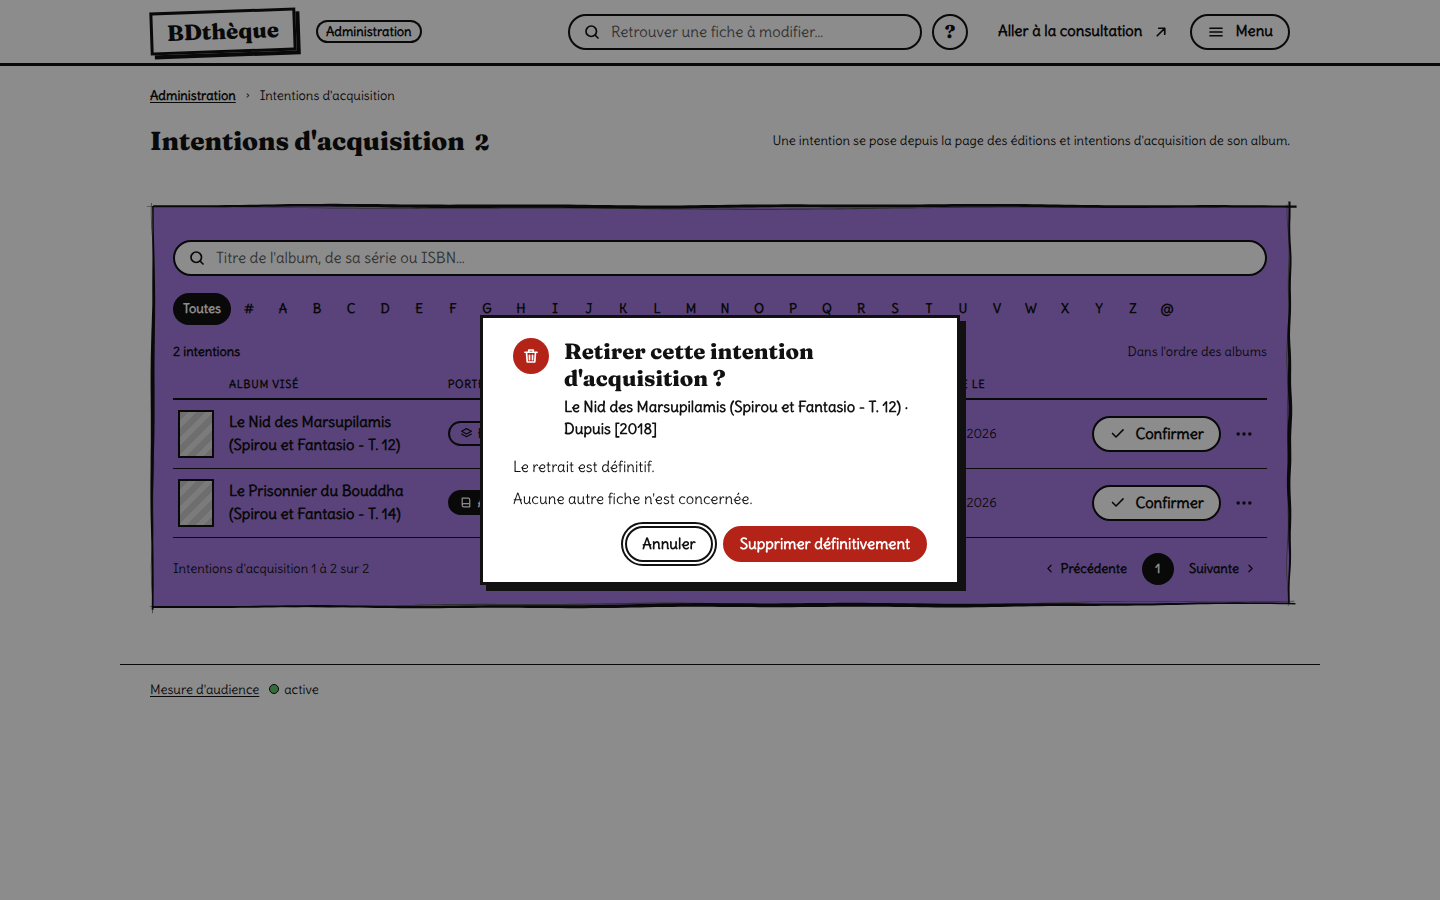 BDthèque
Administration
Retrouver une fiche à modifier...
?
Aller à la consultation
Menu
Administration › Intentions d'acquisition
Intentions d'acquisition 2
Une intention se pose depuis la page des éditions et intentions d'acquisition de son album.
Titre de l'album, de sa série ou ISBN...
Toutes # A B C D E F G H I J K L M N O P Q R S T U V W X Y Z @
2 intentions
Dans l'ordre des albums
ALBUM VISÉ
LE
Le Nid des Marsupilamis
(Spirou et Fantasio - T. 12)
2026
Confirmer
Le Prisonnier du Bouddha
(Spirou et Fantasio - T. 14)
2026
Confirmer
Retirer cette intention
d'acquisition ?
Le Nid des Marsupilamis (Spirou et Fantasio - T. 12) ·
Dupuis [2018]
Le retrait est définitif.
Aucune autre fiche n'est concernée.
Annuler
Supprimer définitivement
Intentions d'acquisition 1 à 2 sur 2
Précédente 1 Suivante
Mesure d'audience
active